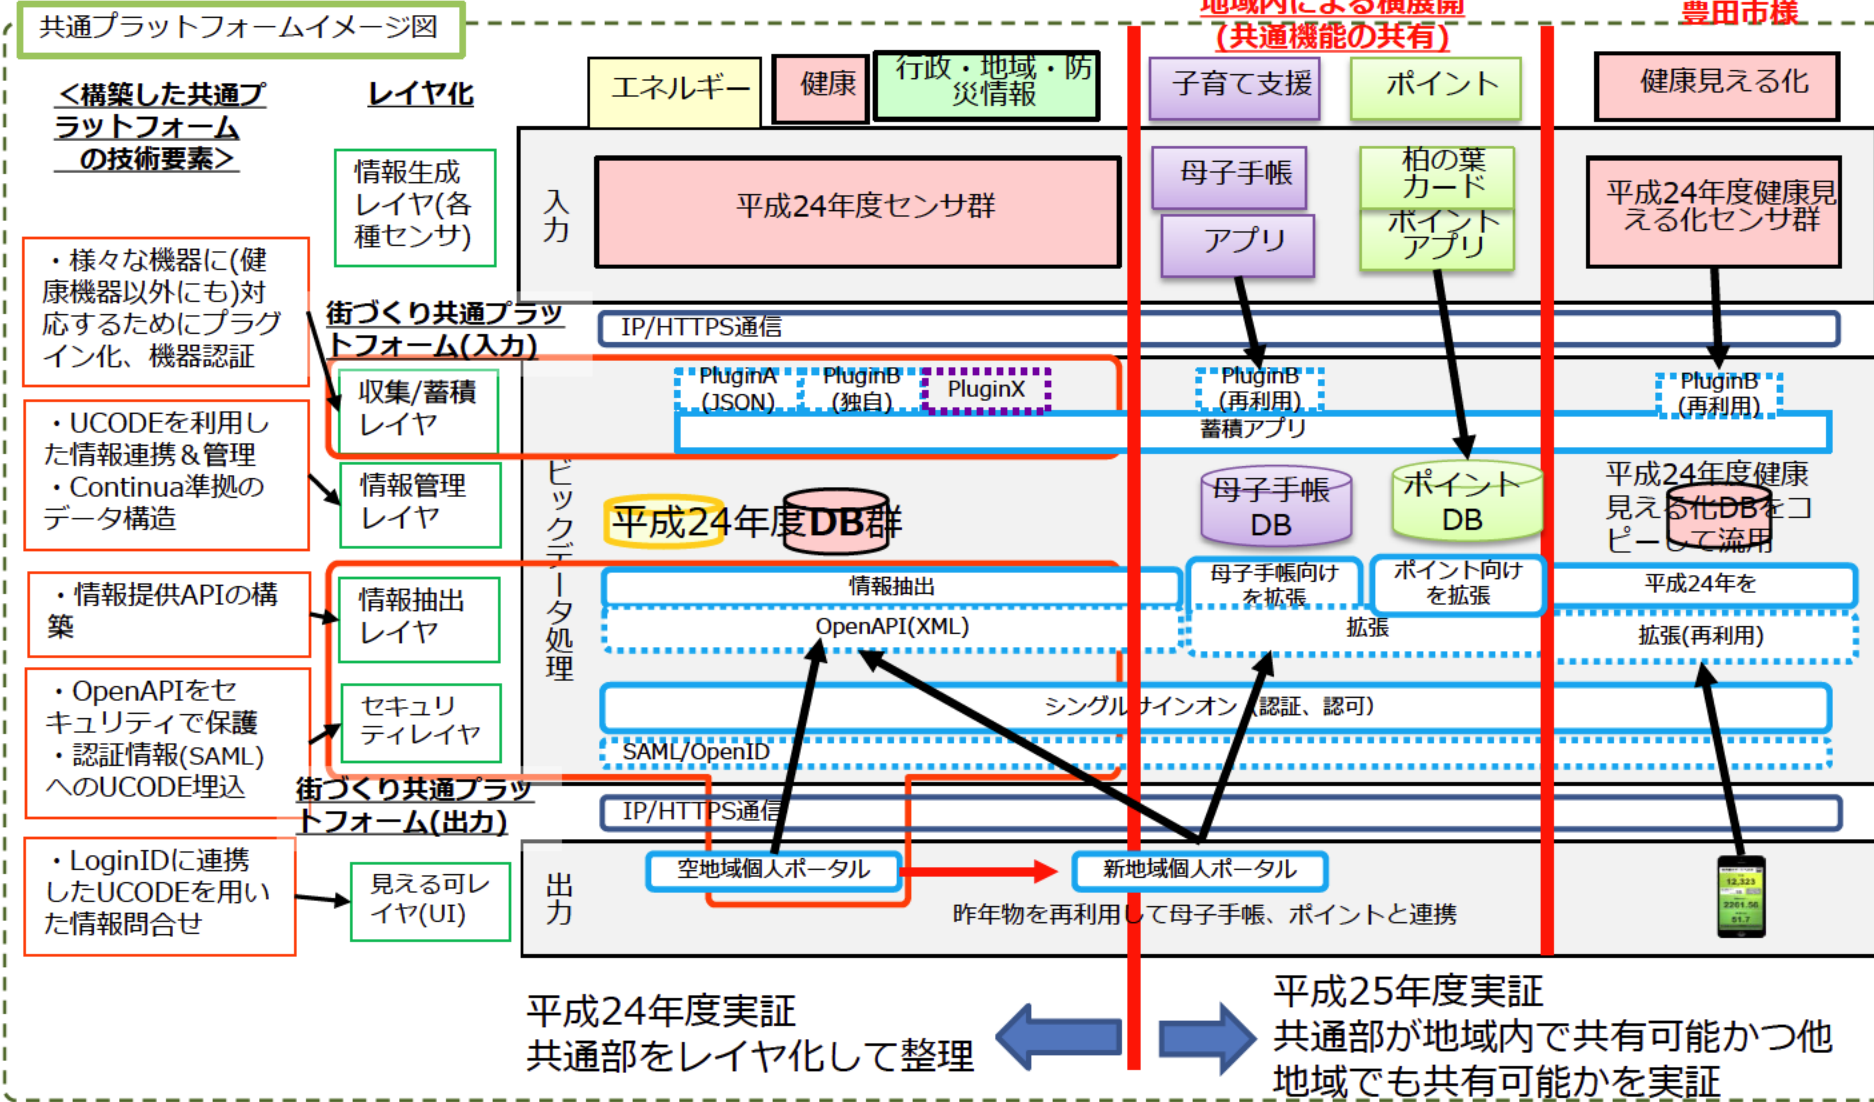 共通プラットフォームイメージ図
地域内による横展開
(共通機能の共有)
豊田市様
<構築した共通プ
ラットフォーム
の技術要素>
レイヤ化
エネルギー
健康
行政・地域・防
災情報
子育て支援
ポイント
健康見える化
情報生成
レイヤ(各
種センサ)
入力
平成24年度センサ群
母子手帳
アプリ
柏の葉
カード
ポイント
アプリ
平成24年度健康見
える化センサ群
・様々な機器に(健
康機器以外にも)対
応するためにプラグ
イン化、機器認証
街づくり共通プラッ
トフォーム(入力)
IP/HTTPS通信
収集/蓄積
レイヤ
PluginA
(JSON)
PluginB
(独自)
PluginX
PluginB
(再利用)
PluginB
(再利用)
蓄積アプリ
・UCODEを利用し
た情報連携&管理
・Continua準拠の
データ構造
情報管理
レイヤ
ビックデータ処理
平成24年度DB群
母子手帳
DB
ポイント
DB
平成24年度健康
見える化DBをコ
ピーして流用
・情報提供APIの構
築
情報抽出
レイヤ
情報抽出
母子手帳向け
を拡張
ポイント向け
を拡張
平成24年を
OpenAPI(XML)
拡張
拡張(再利用)
・OpenAPIをセ
キュリティで保護
・認証情報(SAML)
へのUCODE埋込
セキュリ
ティレイヤ
シングルサインオン(認証、認可)
SAML/OpenID
街づくり共通プラッ
トフォーム(出力)
IP/HTTPS通信
・LoginIDに連携
したUCODEを用い
た情報問合せ
見える可レ
イヤ(UI)
出力
空地域個人ポータル
新地域個人ポータル
昨年物を再利用して母子手帳、ポイントと連携
12,323
2201.56
51.7
平成24年度実証
共通部をレイヤ化して整理
平成25年度実証
共通部が地域内で共有可能かつ他
地域でも共有可能かを実証